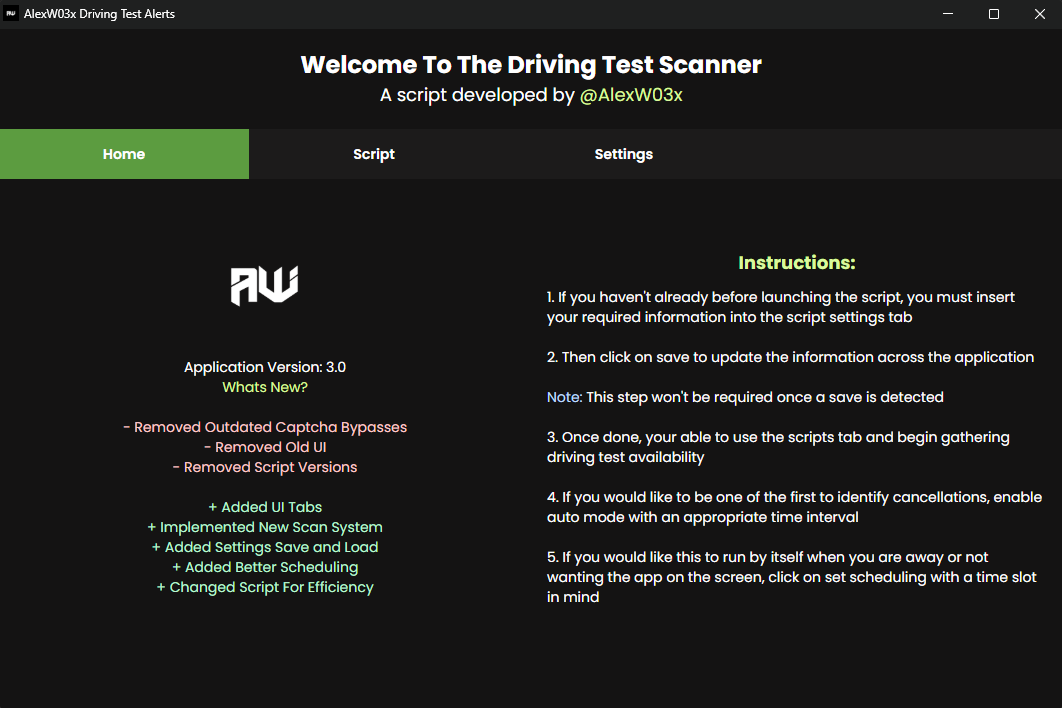 AlexW03x Driving Test Alerts
Welcome To The Driving Test Scanner
A script developed by @AlexW03x
Home
Script
Settings
AW
Application Version: 3.0
Whats New?
- Removed Outdated Captcha Bypasses
- Removed Old UI
- Removed Script Versions
+ Added UI Tabs
+ Implemented New Scan System
+ Added Settings Save and Load
+ Added Better Scheduling
+ Changed Script For Efficiency
Instructions:
1. If you haven't already before launching the script, you must insert
your required information into the script settings tab
2. Then click on save to update the information across the application
Note: This step won't be required once a save is detected
3. Once done, your able to use the scripts tab and begin gathering
driving test availability
4. If you would like to be one of the first to identify cancellations, enable
auto mode with an appropriate time interval
5. If you would like this to run by itself when you are away or not
wanting the app on the screen, click on set scheduling with a time slot
in mind